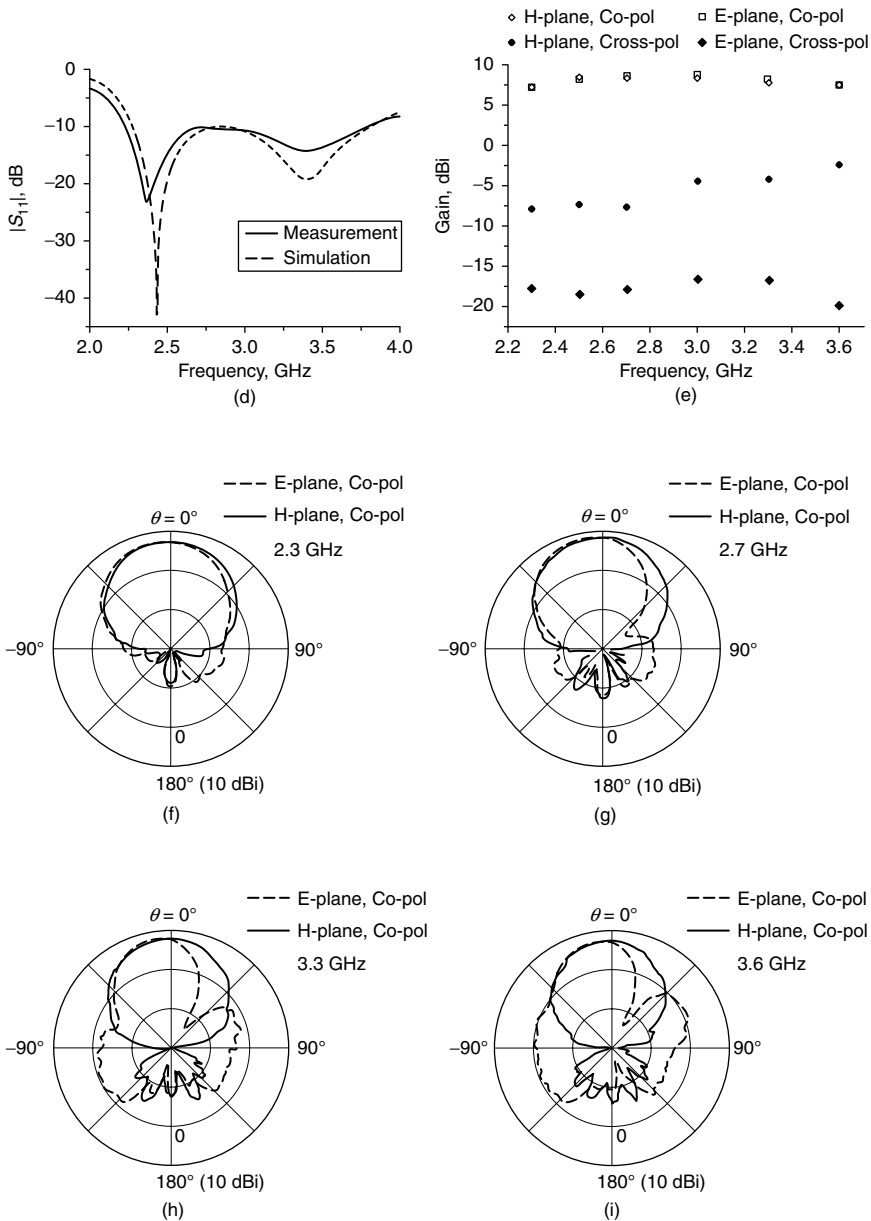 H-plane, Co-pol
E-plane, Co-pol
H-plane, Cross-pol
E-plane, Cross-pol
0
−10
−20
−30
−40
|S11|, dB
Measurement
Simulation
2.0 2.5 3.0 3.5 4.0
Frequency, GHz
(d)
10
5
0
−5
−10
−15
−20
Gain, dBi
2.2 2.4 2.6 2.8 3.0 3.2 3.4 3.6
Frequency, GHz
(e)
E-plane, Co-pol
H-plane, Co-pol
2.3 GHz
θ = 0°
−90°
90°
0
180° (10 dBi)
(f)
E-plane, Co-pol
H-plane, Co-pol
2.7 GHz
θ = 0°
−90°
90°
0
180° (10 dBi)
(g)
E-plane, Co-pol
H-plane, Co-pol
3.3 GHz
θ = 0°
−90°
90°
0
180° (10 dBi)
(h)
E-plane, Co-pol
H-plane, Co-pol
3.6 GHz
θ = 0°
−90°
90°
0
180° (10 dBi)
(i)